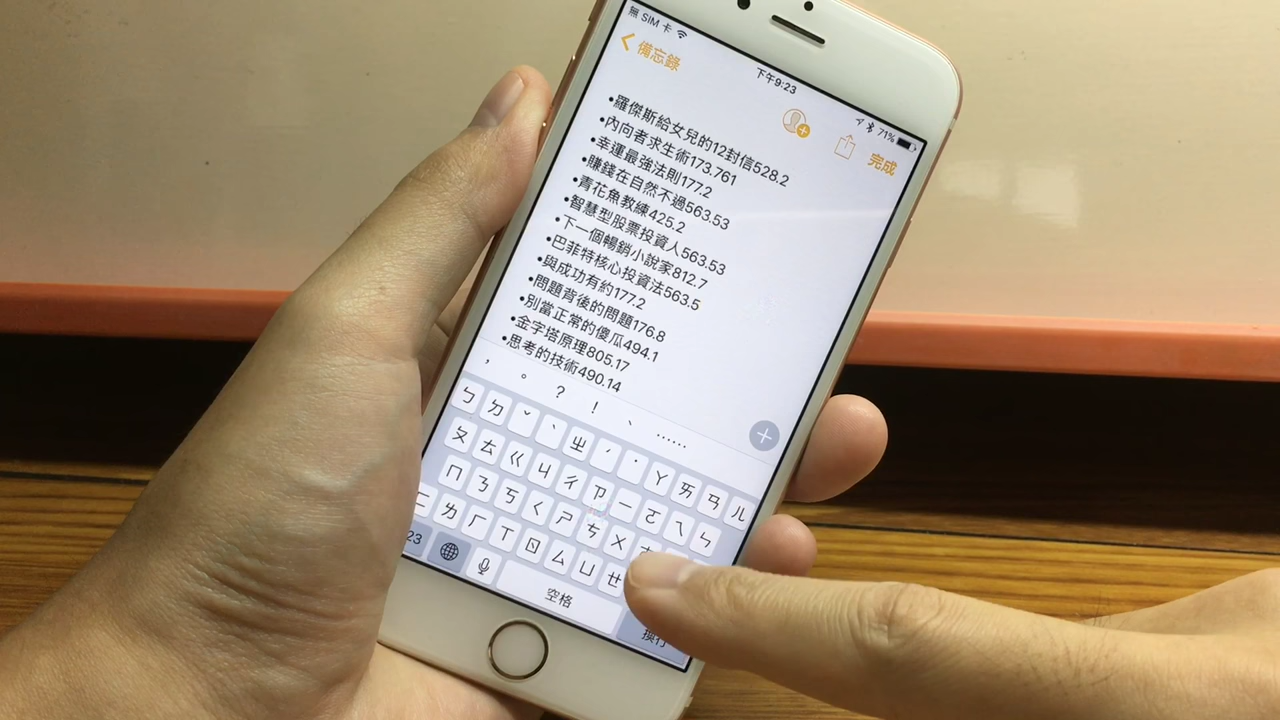 無 SIM 卡
下午9:23
71%
備忘錄
完成
•羅傑斯給女兒的12封信528.2
•內向者求生術173.761
•幸運最強法則177.2
•賺錢在自然不過563.53
•青花魚教練425.2
•智慧型股票投資人563.53
•下一個暢銷小說家812.7
•巴菲特核心投資法563.5
•與成功有約177.2
•問題背後的問題176.8
•別當正常的傻瓜494.1
•金字塔原理805.17
•思考的技術490.14
， 。 ？ ！ 、 ……
ㄅ ㄉ ˇ ˋ ㄓ ˊ ˙ ㄚ ㄞ ㄢ ㄦ
ㄆ ㄊ ㄍ ㄐ ㄔ ㄗ ㄧ ㄛ ㄟ ㄣ
ㄇ ㄋ ㄎ ㄑ ㄕ ㄘ ㄨ
ㄈ ㄌ ㄏ ㄒ ㄖ ㄙ ㄩ ㄝ
23 空格 換行